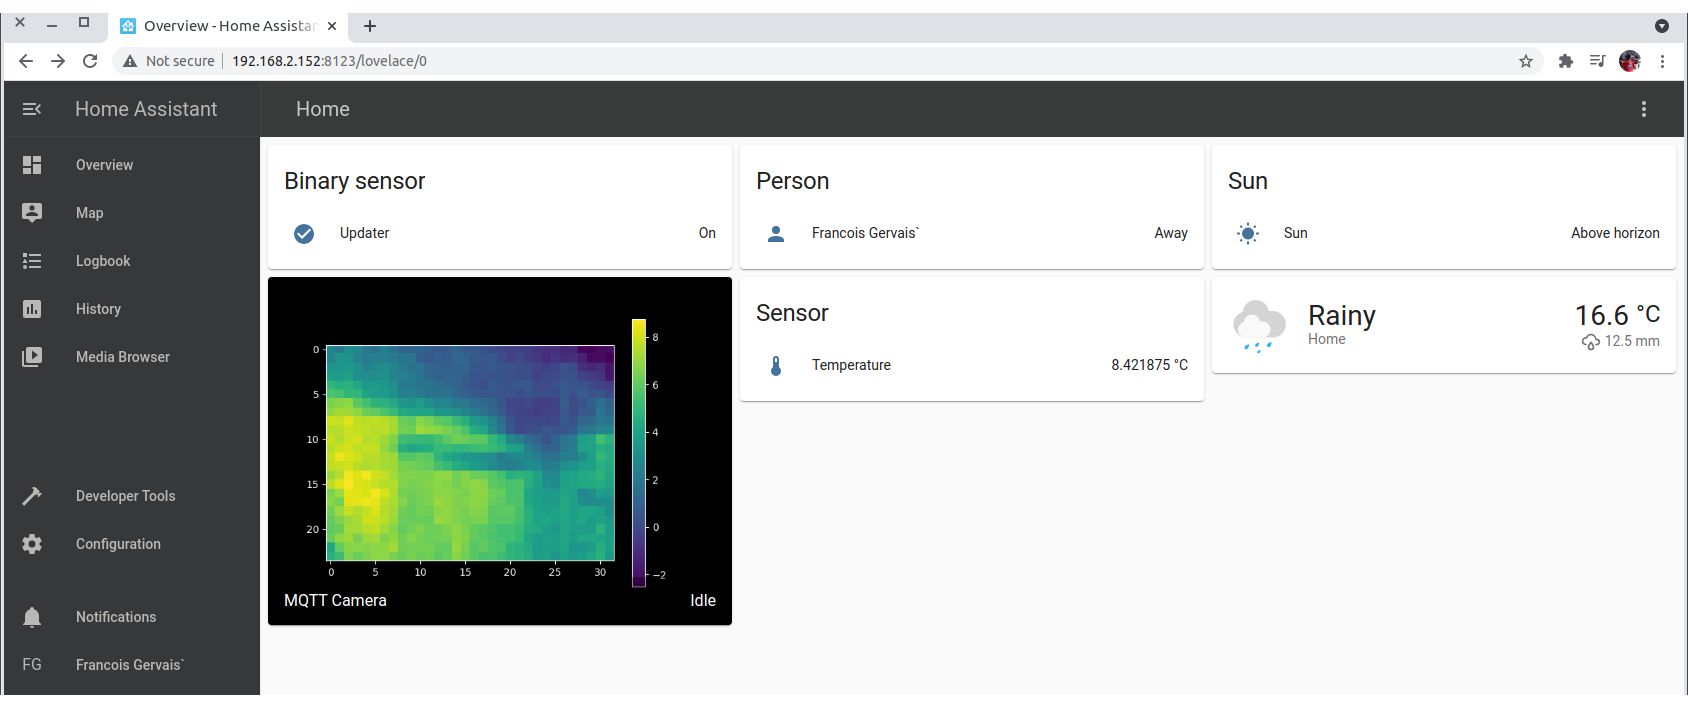 Overview - Home Assistan
Not secure
192.168.2.152:8123/lovelace/0
Home Assistant
Home
Overview
Map
Logbook
History
Media Browser
Developer Tools
Configuration
Notifications
FG
Francois Gervais`
Binary sensor
Updater
On
Person
Francois Gervais`
Away
Sun
Sun
Above horizon
0
5
10
15
20
0
5
10
15
20
25
30
8
6
4
2
0
−2
MQTT Camera
Idle
Sensor
Temperature
8.421875 °C
Rainy
Home
16.6 °C
12.5 mm